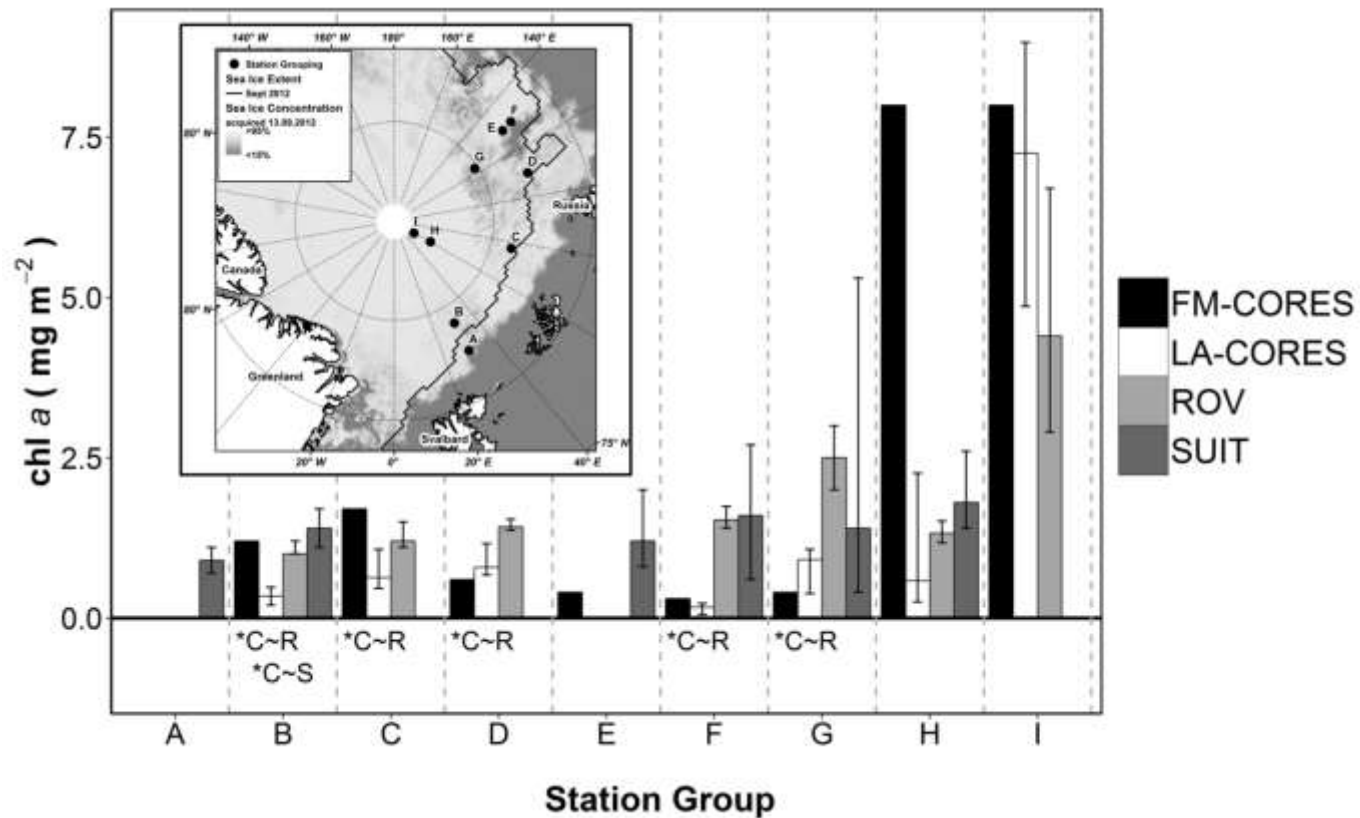 140° W 160° W 180° 160° E 140° E
Station Grouping
Sea Ice Extent
Sept 2012
Sea Ice Concentration
acquired 13.09.2012
>90%
<10%
80° N
80° N
F
E
G
D
Russia
I
H
C
Canada
B
A
Greenland
Svalbard
75° N
20° W 0° 20° E 40° E
7.5
5.0
2.5
0.0
chl a ( mg m⁻²)
FM-CORES
LA-CORES
ROV
SUIT
*C~R *C~R *C~R *C~R *C~R
*C~S
A B C D E F G H I
Station Group